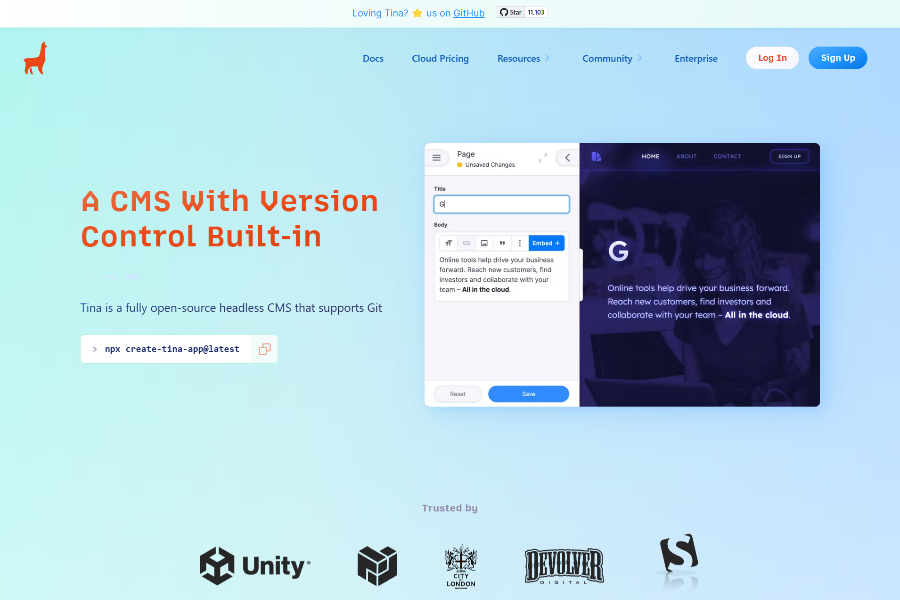 Loving Tina? ⭐ us on GitHub
Star 11,103
Docs
Cloud Pricing
Resources
Community
Enterprise
Log In
Sign Up
A CMS With Version
Control Built-in
Tina is a fully open-source headless CMS that supports Git
> npx create-tina-app@latest
Page
Unsaved Changes
Title
G
Body
Embed +
Online tools help drive your business
forward. Reach new customers, find
investors and collaborate with your
team – All in the cloud.
Reset
Save
HOME
ABOUT
CONTACT
SIGN UP
G
Online tools help drive your business forward.
Reach new customers, find investors and
collaborate with your team – All in the cloud.
Trusted by
Unity
CITY
OF
LONDON
DEVOLVER
DIGITAL
S